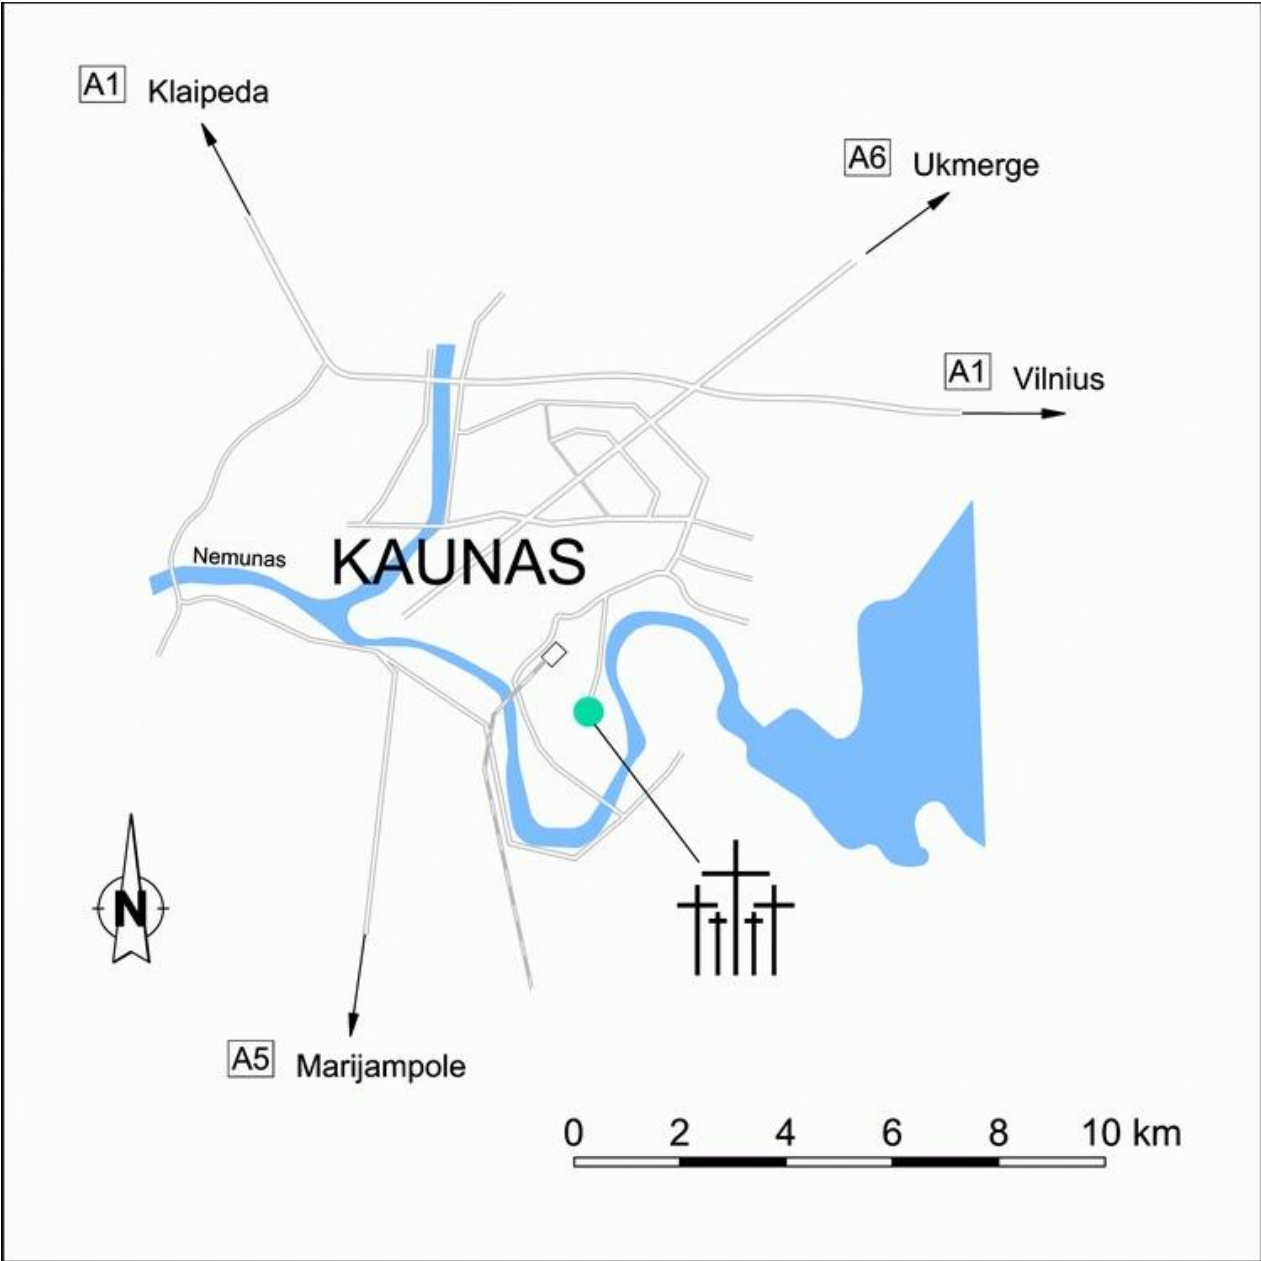 A1 Klaipeda
A6 Ukmerge
A1 Vilnius
Nemunas
KAUNAS
N
A5 Marijampole
0 2 4 6 8 10 km